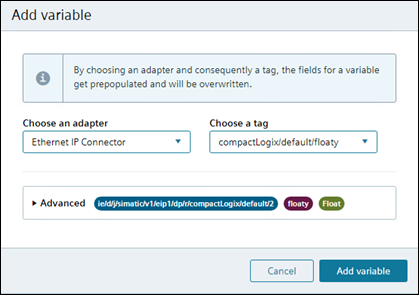 Add variable
By choosing an adapter and consequently a tag, the fields for a variable
get prepopulated and will be overwritten.
Choose an adapter
Choose a tag
Ethernet IP Connector
compactLogix/default/floaty
Advanced ie/d/j/simatic/v1/eip1/dp/r/compactLogix/default/2 floaty Float
Cancel
Add variable